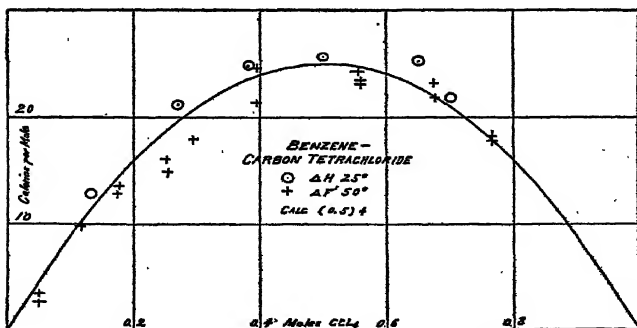 20
Calories per Mole
BENZENE—
CARBON TETRACHLORIDE
⊙ ΔH 25°
+ ΔF 50°
CALC (0.5) 4
10
0.2
0.4
Moles CCl₄
0.6
0.8